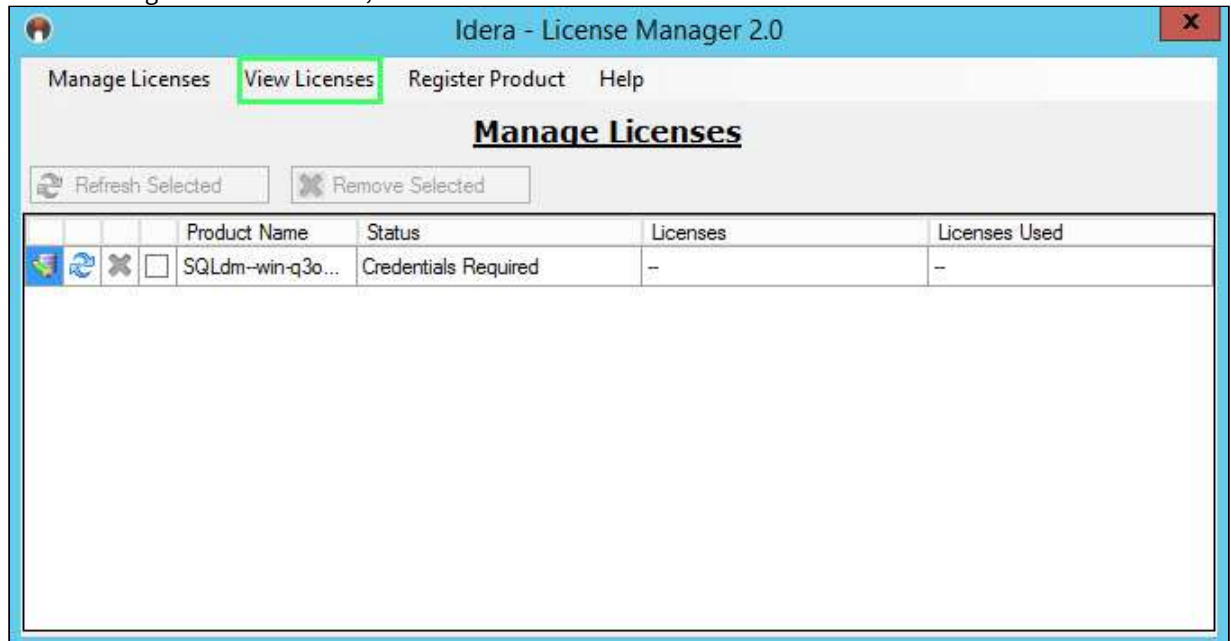 Idera - License Manager 2.0
x
Manage Licenses View Licenses Register Product Help
Manage Licenses
Refresh Selected Remove Selected
Product Name Status Licenses Licenses Used
SQLdm--win-q3o... Credentials Required -- --